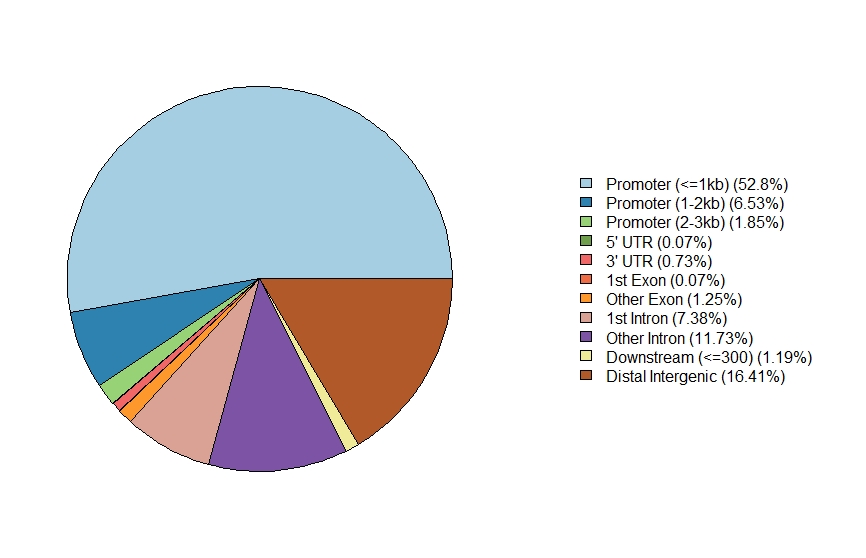 Promoter (<=1kb) (52.8%)
Promoter (1-2kb) (6.53%)
Promoter (2-3kb) (1.85%)
5' UTR (0.07%)
3' UTR (0.73%)
1st Exon (0.07%)
Other Exon (1.25%)
1st Intron (7.38%)
Other Intron (11.73%)
Downstream (<=300) (1.19%)
Distal Intergenic (16.41%)